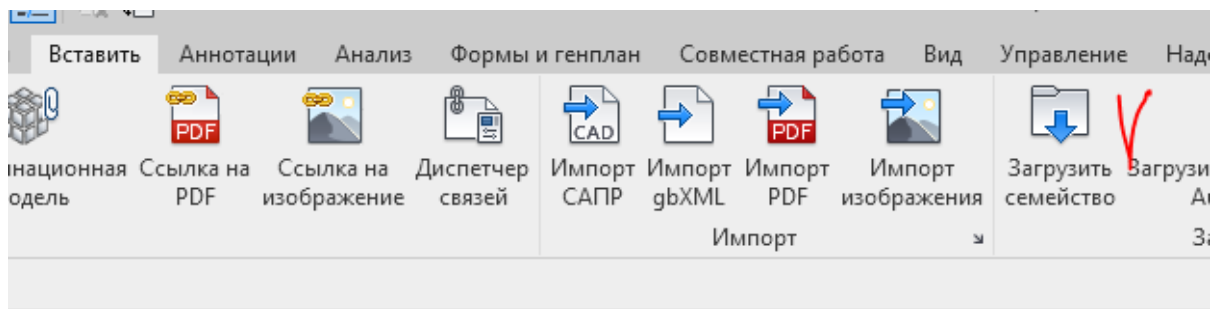 Вставить Аннотации Анализ Формы и генплан Совместная работа Вид Управление
PDF CAD PDF
Ссылка на PDF
Ссылка на изображение
Диспетчер связей
Импорт САПР
Импорт gbXML
Импорт PDF
Импорт изображения
Загрузить семейство
Импорт